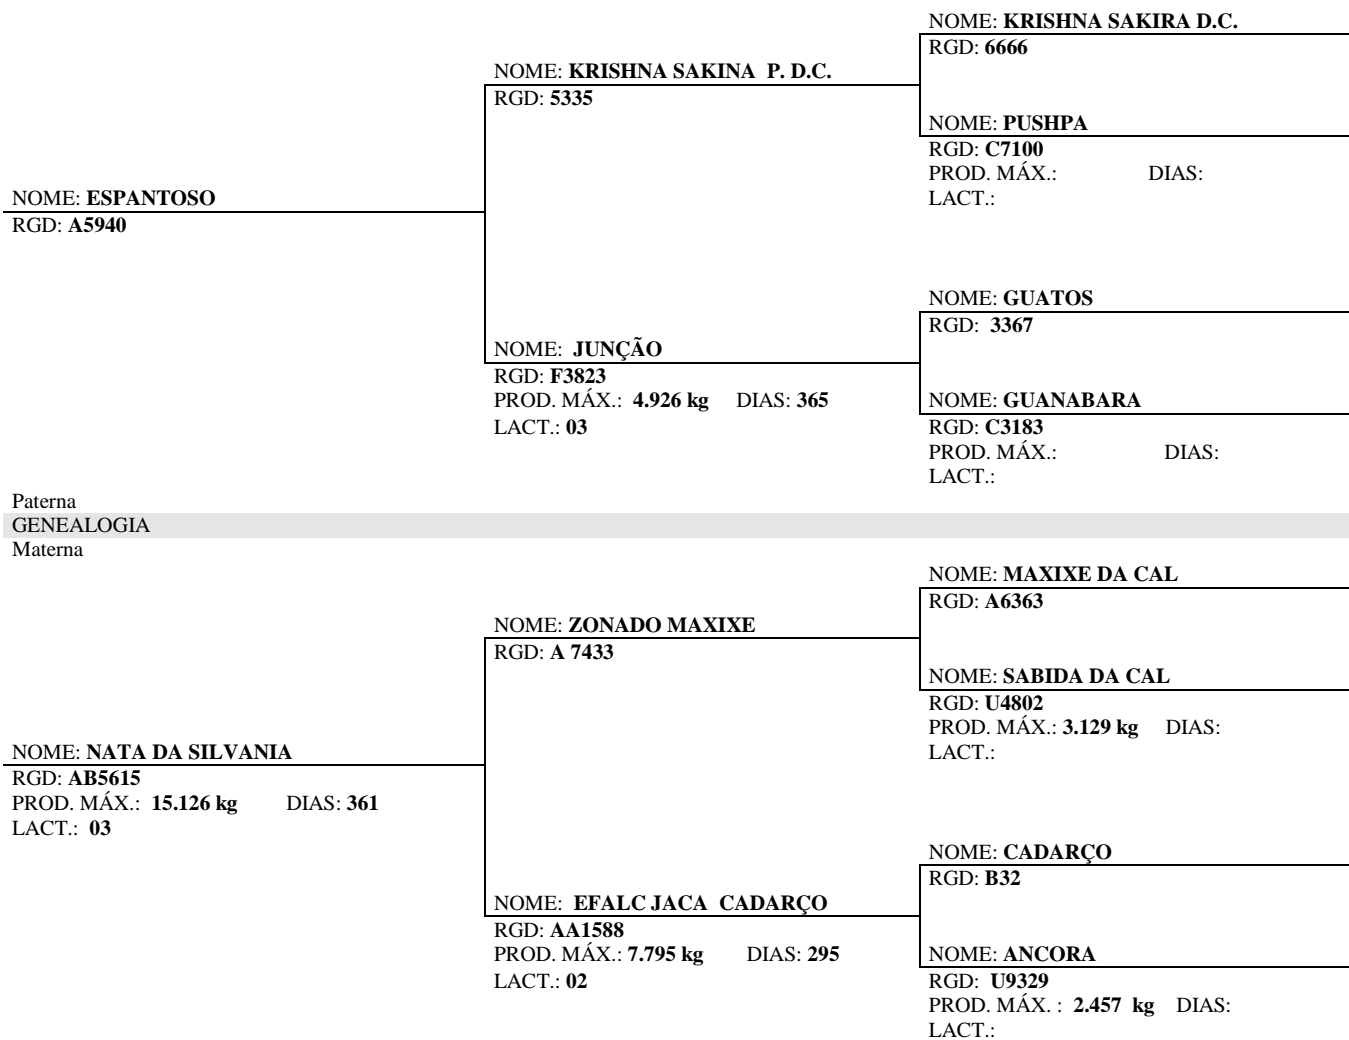 NOME: KRISHNA SAKIRA D.C.
RGD: 6666
NOME: KRISHNA SAKINA P. D.C.
RGD: 5335
NOME: PUSHPA
RGD: C7100
PROD. MÁX.: DIAS:
LACT.:
NOME: ESPANTOSO
RGD: A5940
NOME: GUATOS
RGD: 3367
NOME: JUNÇÃO
RGD: F3823
PROD. MÁX.: 4.926 kg DIAS: 365
LACT.: 03
NOME: GUANABARA
RGD: C3183
PROD. MÁX.: DIAS:
LACT.:
Paterna
GENEALOGIA
Materna
NOME: MAXIXE DA CAL
RGD: A6363
NOME: ZONADO MAXIXE
RGD: A 7433
NOME: SABIDA DA CAL
RGD: U4802
PROD. MÁX.: 3.129 kg DIAS:
LACT.:
NOME: NATA DA SILVANIA
RGD: AB5615
PROD. MÁX.: 15.126 kg DIAS: 361
LACT.: 03
NOME: CADARÇO
RGD: B32
NOME: EFALC JACA CADARÇO
RGD: AA1588
PROD. MÁX.: 7.795 kg DIAS: 295
LACT.: 02
NOME: ANCORA
RGD: U9329
PROD. MÁX. : 2.457 kg DIAS:
LACT.: